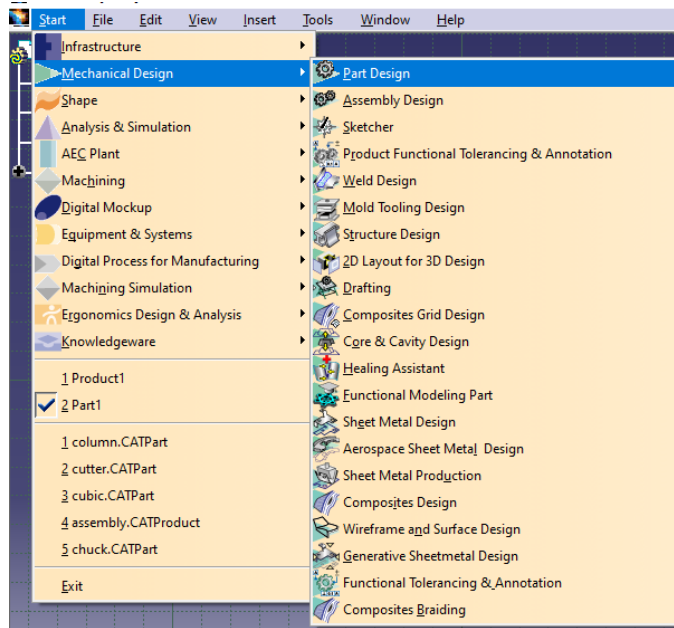 Start File Edit View Insert Tools Window Help
Infrastructure
Mechanical Design
Shape
Analysis & Simulation
AEC Plant
Machining
Digital Mockup
Equipment & Systems
Digital Process for Manufacturing
Machining Simulation
Ergonomics Design & Analysis
Knowledgeware
1 Product1
2 Part1
1 column.CATPart
2 cutter.CATPart
3 cubic.CATPart
4 assembly.CATProduct
5 chuck.CATPart
Exit
Part Design
Assembly Design
Sketcher
Product Functional Tolerancing & Annotation
Weld Design
Mold Tooling Design
Structure Design
2D Layout for 3D Design
Drafting
Composites Grid Design
Core & Cavity Design
Healing Assistant
Functional Modeling Part
Sheet Metal Design
Aerospace Sheet Metal Design
Sheet Metal Production
Composites Design
Wireframe and Surface Design
Generative Sheetmetal Design
Functional Tolerancing & Annotation
Composites Braiding